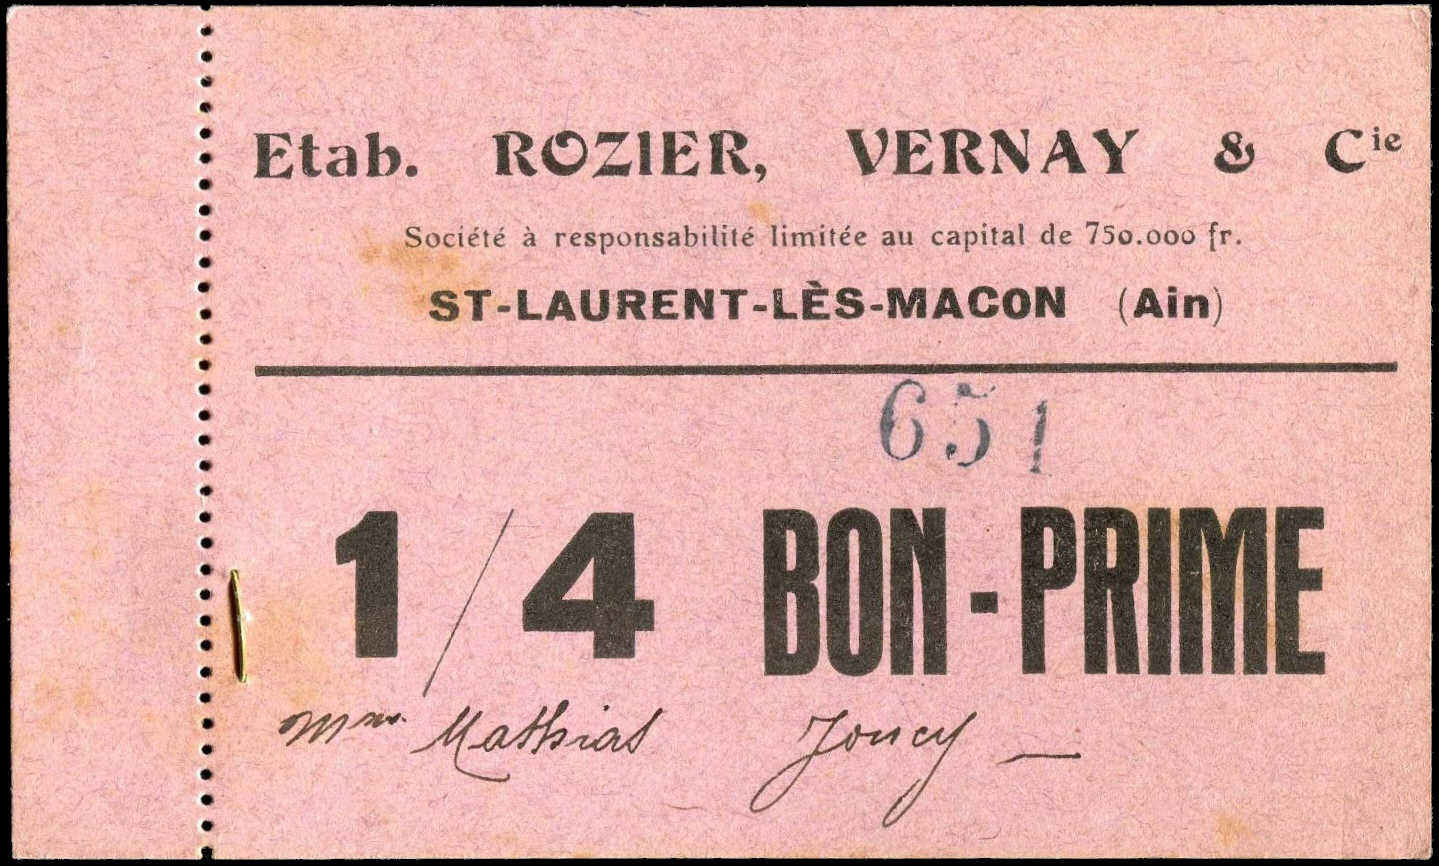 Etab. ROZIER, VERNAY & Cie
Société à responsabilité limitée au capital de 750.000 fr.
ST-LAURENT-LÈS-MACON (Ain)
651
1/4 BON-PRIME
Mme Mathias Joucy —